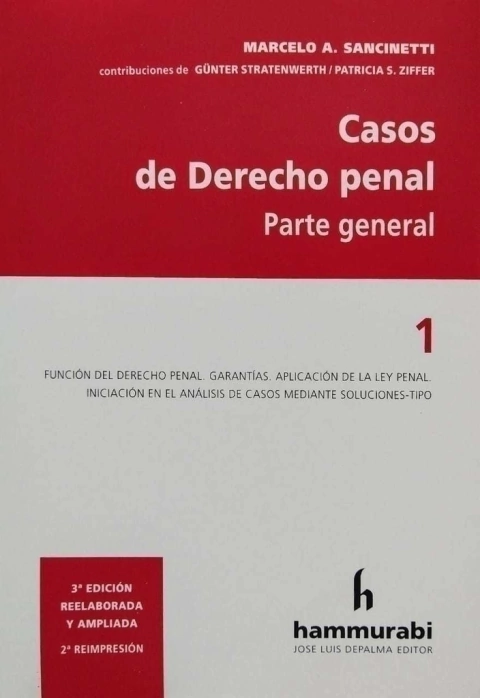 MARCELO A. SANCINETTI
contribuciones de GÜNTER STRATENWERTH / PATRICIA S. ZIFFER
Casos
de Derecho penal
Parte general
1
FUNCIÓN DEL DERECHO PENAL. GARANTÍAS. APLICACIÓN DE LA LEY PENAL.
INICIACIÓN EN EL ANÁLISIS DE CASOS MEDIANTE SOLUCIONES-TIPO
3ª EDICIÓN
REELABORADA
Y AMPLIADA
2ª REIMPRESIÓN
h
hammurabi
JOSE LUIS DEPALMA EDITOR